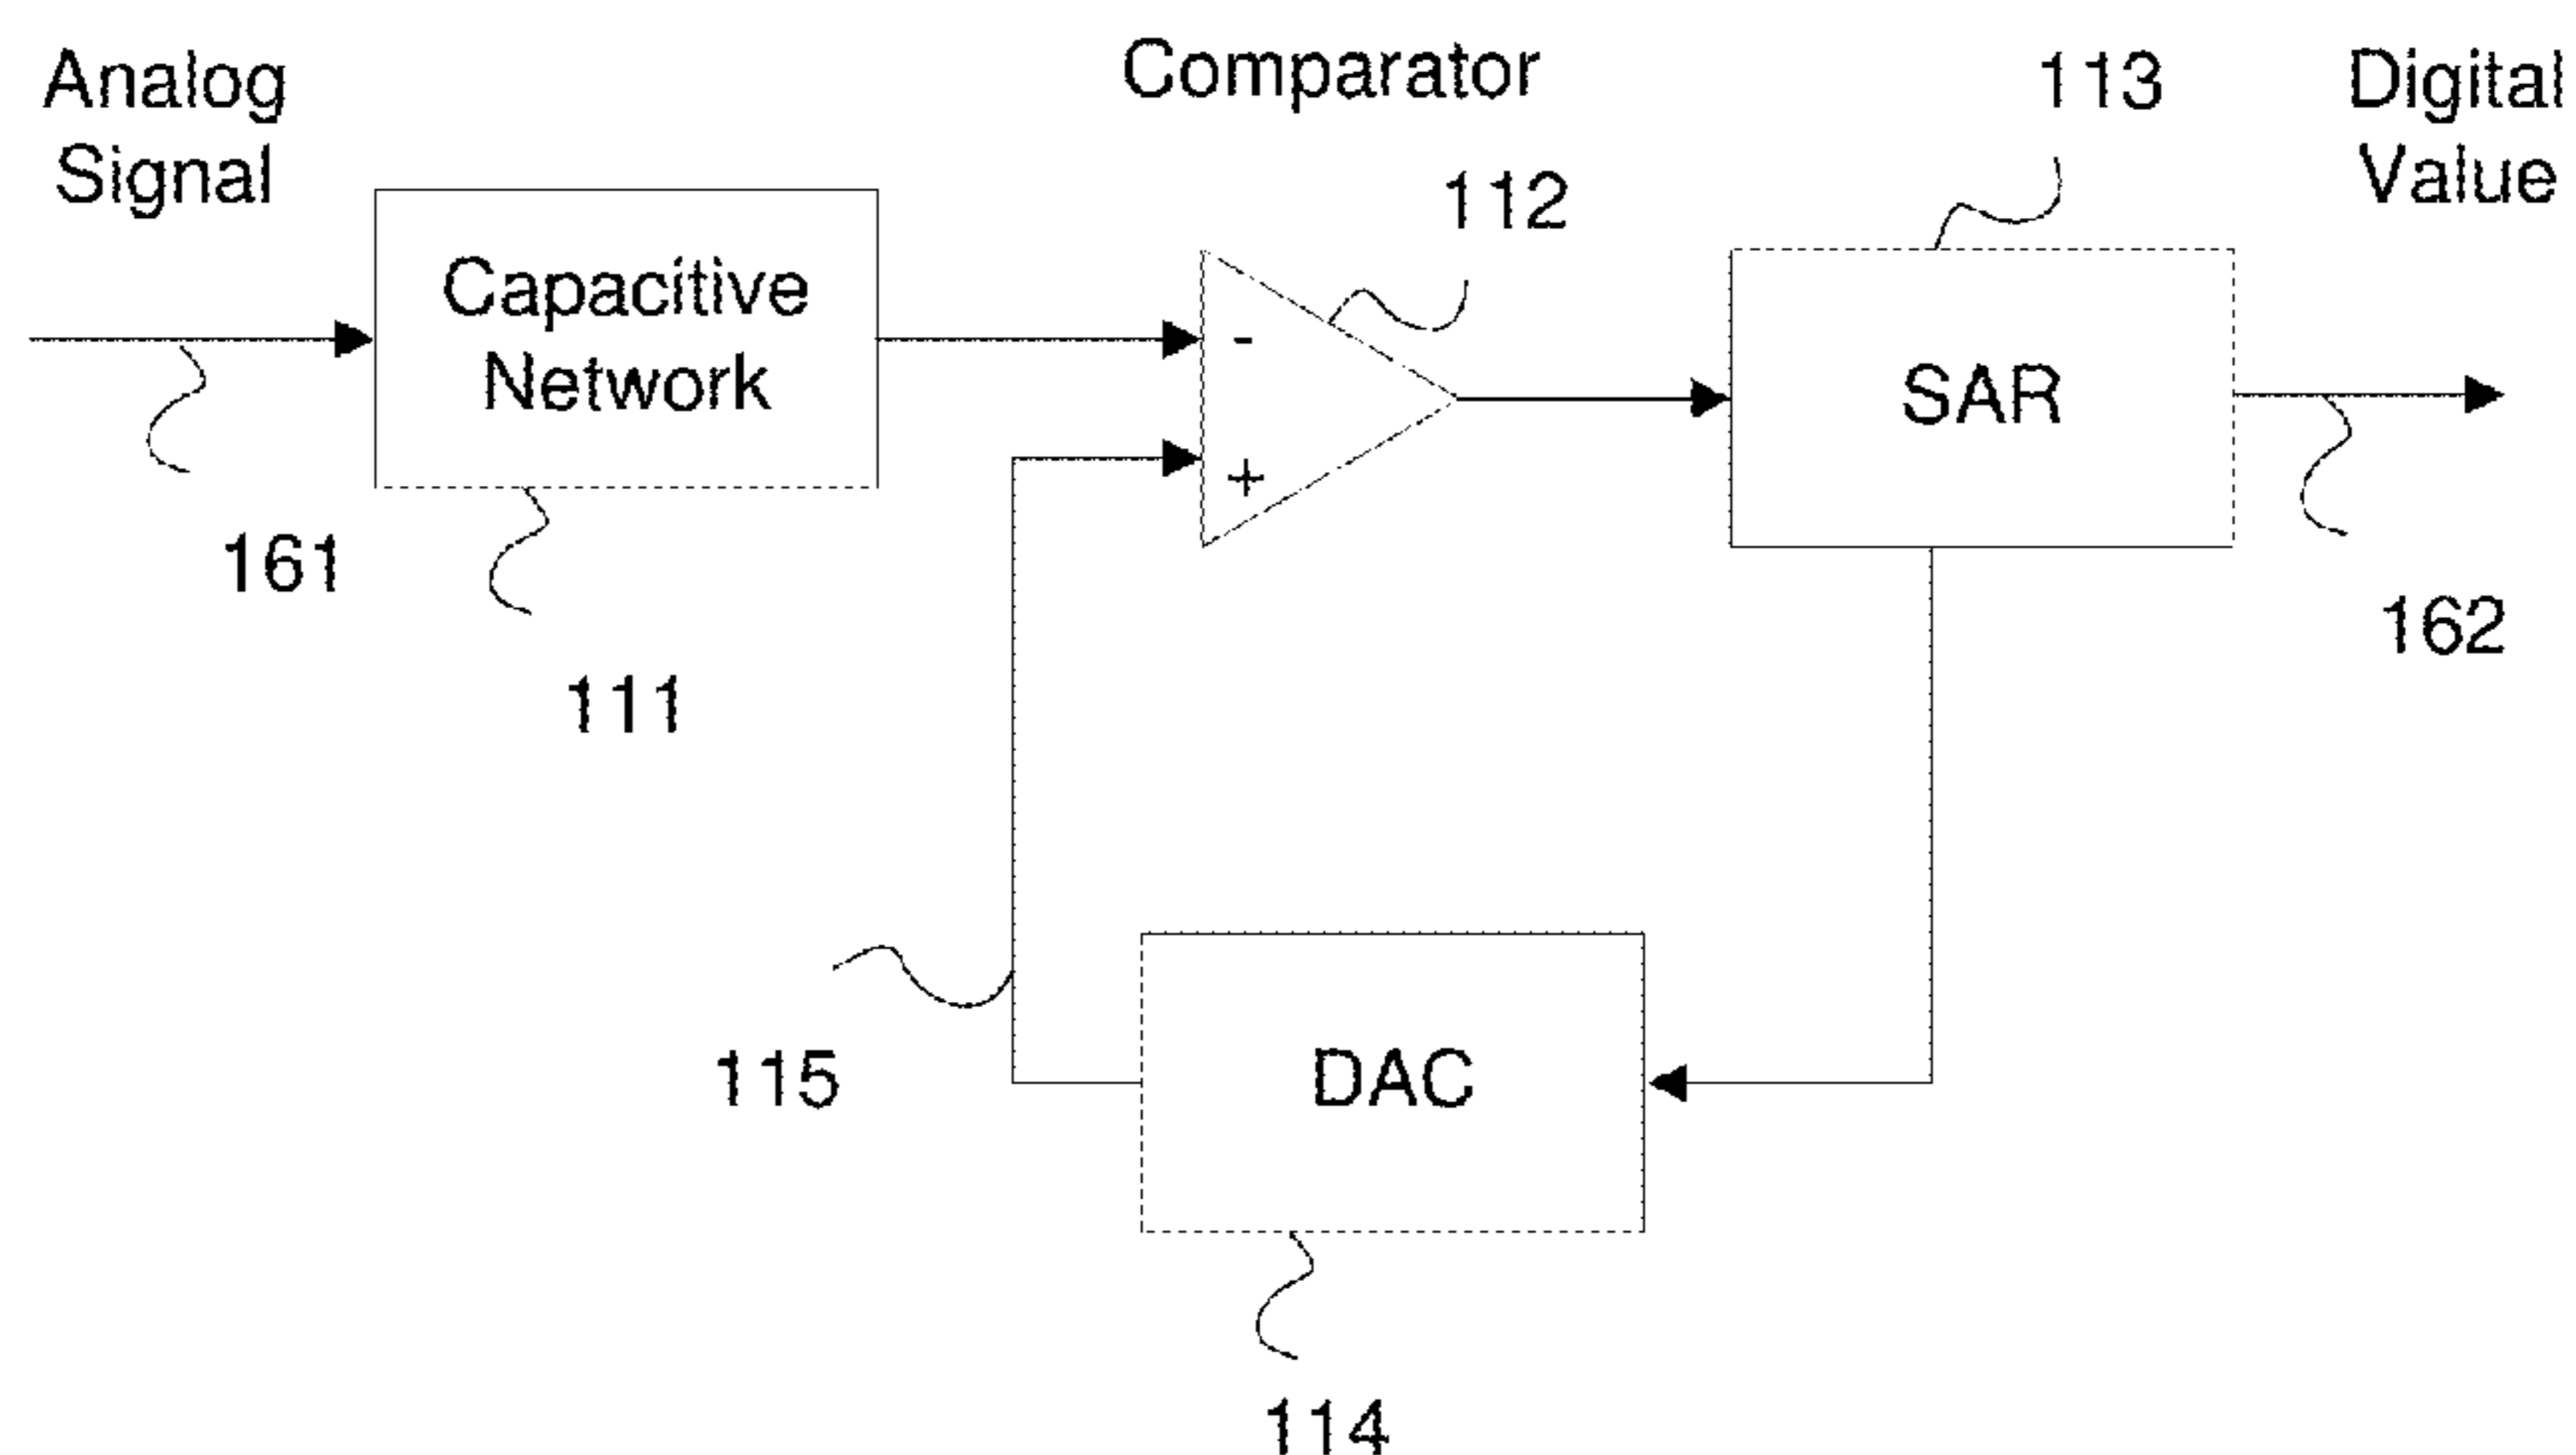 Analog
Signal
Comparator
113
Digital
Value
112
Capacitive
Network
-
+
SAR
161
162
111
115
DAC
114